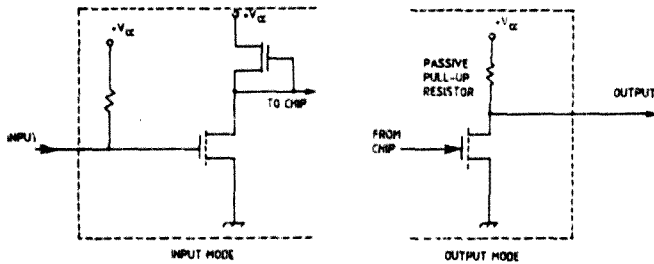 +Vcc
+Vcc
TO CHIP
INPUT
INPUT MODE
+Vcc
PASSIVE
PULL-UP
RESISTOR
OUTPUT
FROM
CHIP
OUTPUT MODE